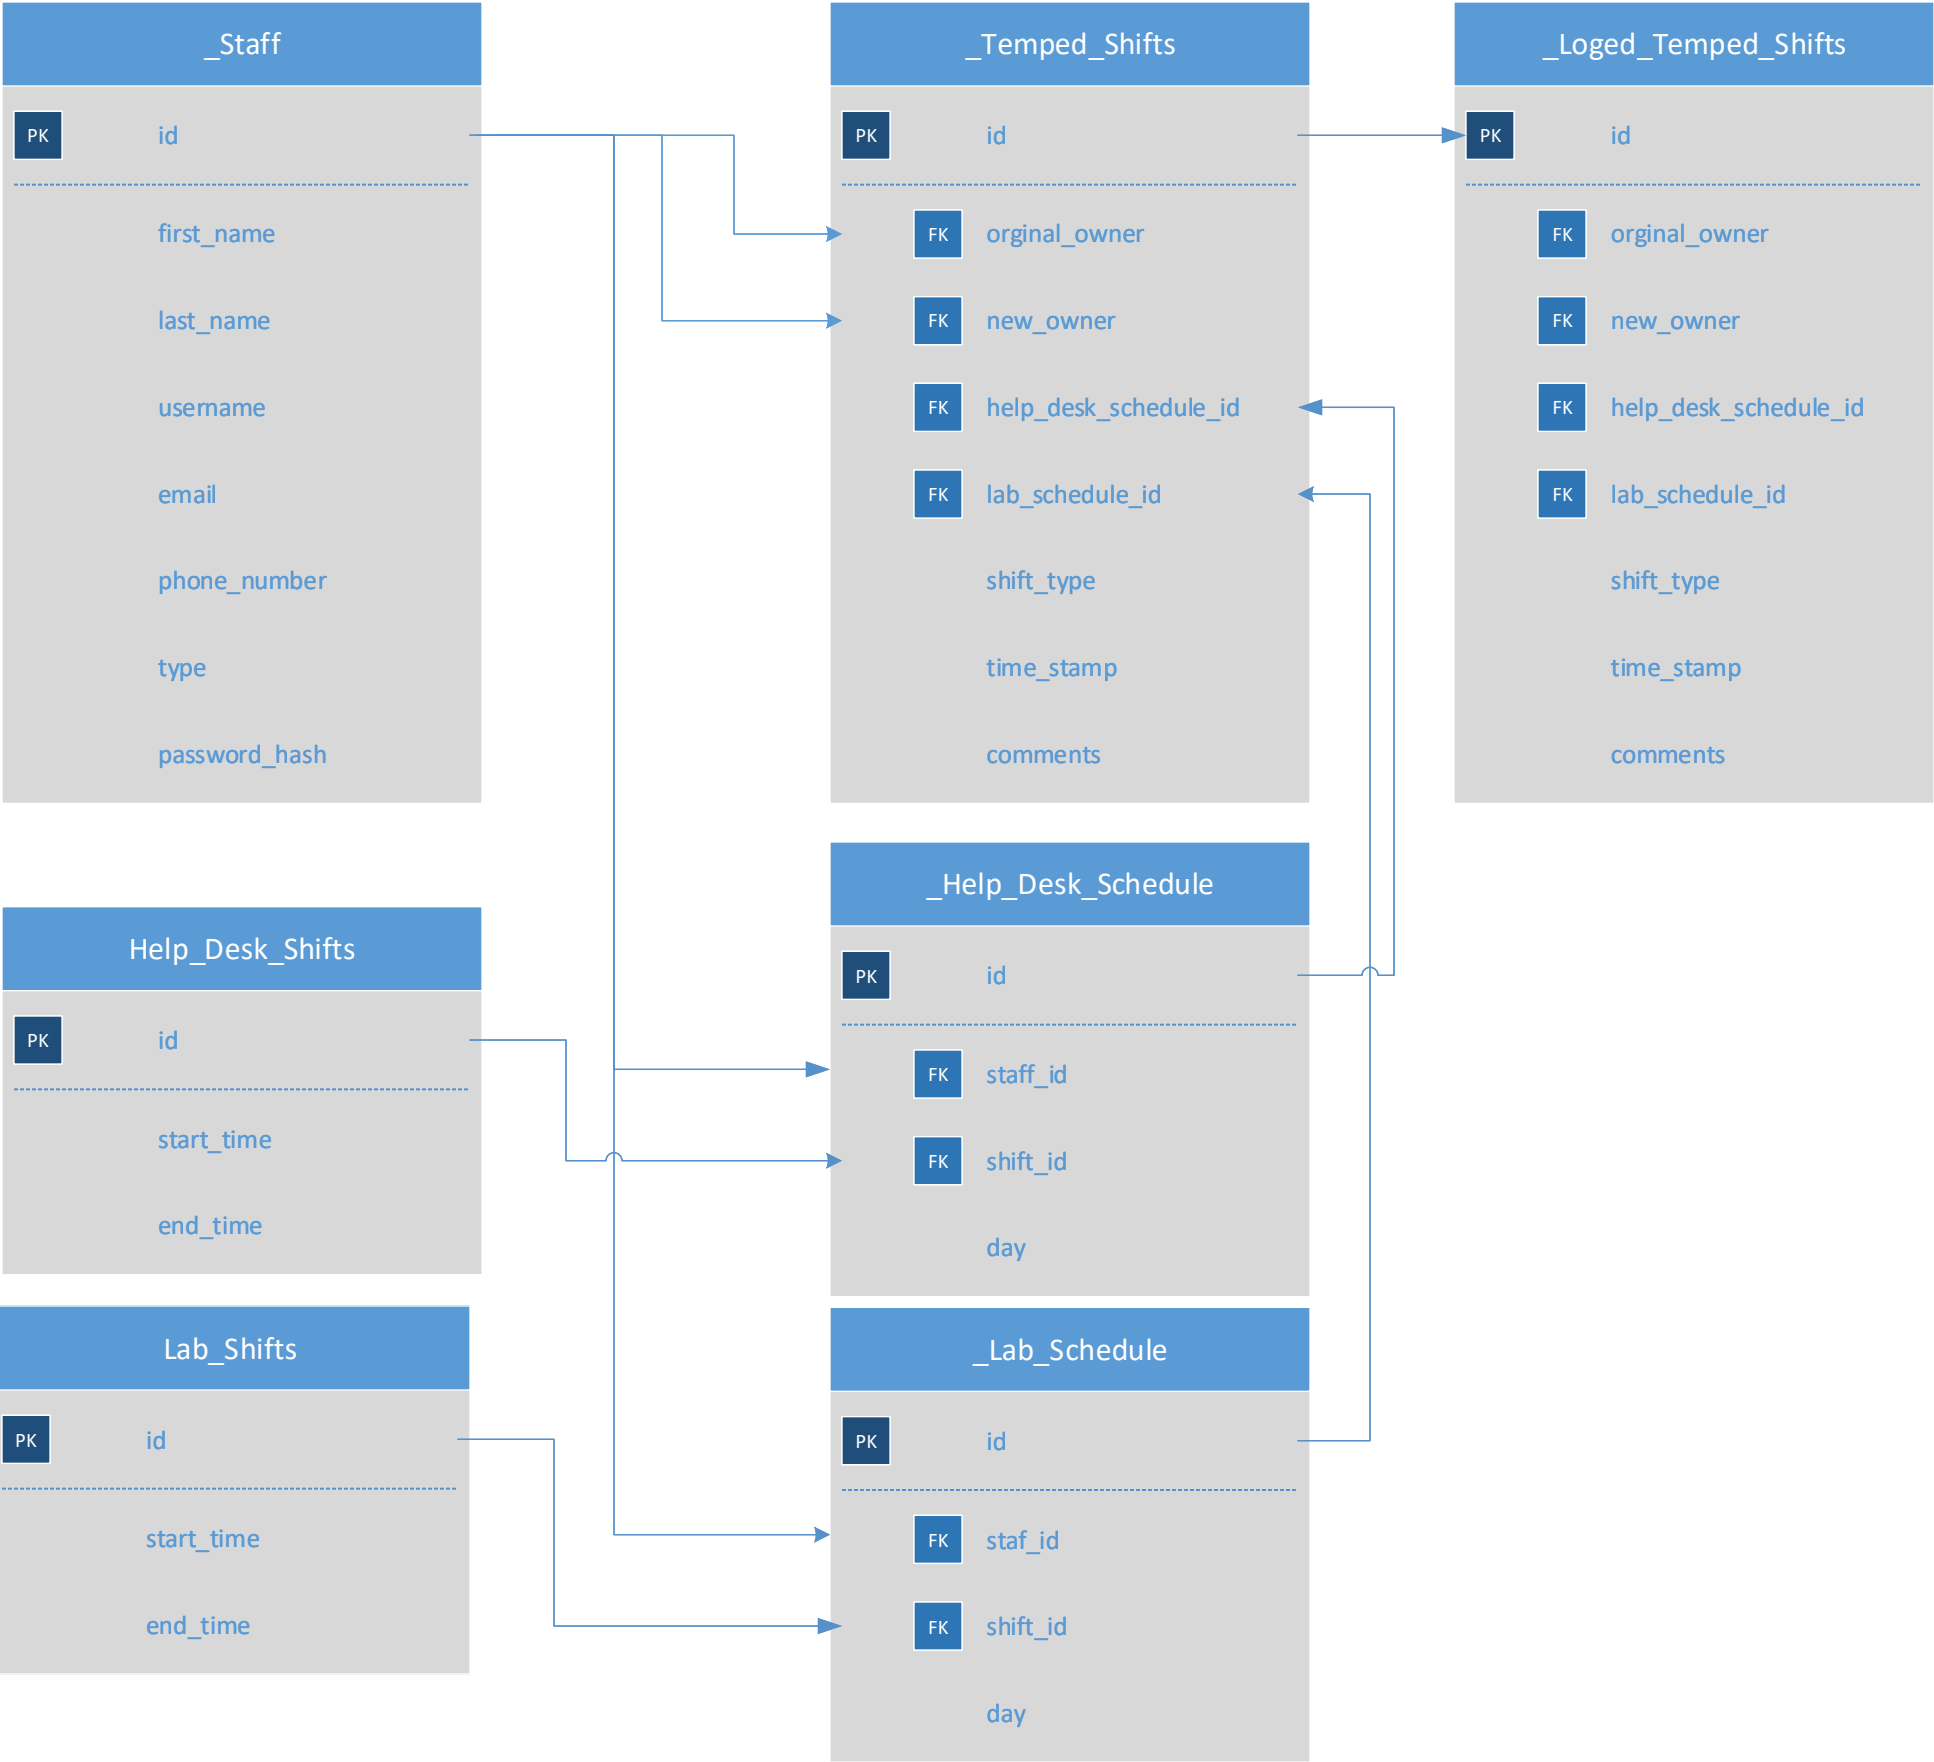 _Staff
PK id
first_name
last_name
username
email
phone_number
type
password_hash
_Temped_Shifts
PK id
FK orginal_owner
FK new_owner
FK help_desk_schedule_id
FK lab_schedule_id
shift_type
time_stamp
comments
_Loged_Temped_Shifts
PK id
FK orginal_owner
FK new_owner
FK help_desk_schedule_id
FK lab_schedule_id
shift_type
time_stamp
comments
Help_Desk_Shifts
PK id
start_time
end_time
_Help_Desk_Schedule
PK id
FK staff_id
FK shift_id
day
Lab_Shifts
PK id
start_time
end_time
_Lab_Schedule
PK id
FK staf_id
FK shift_id
day